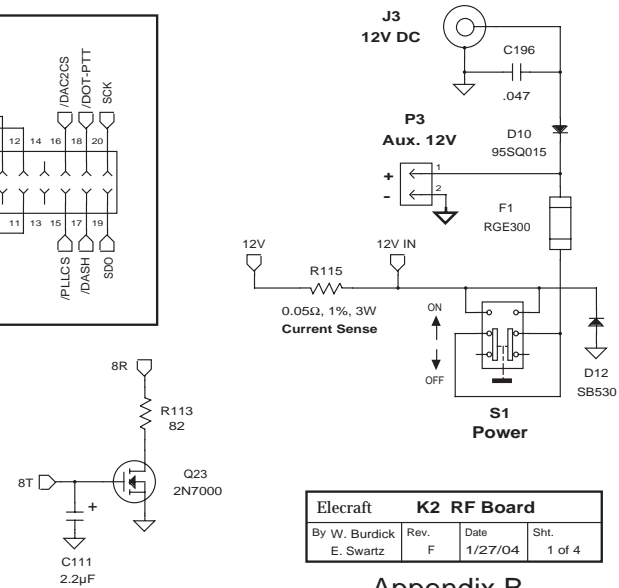 J3
12V DC
C196
.047
/DAC2CS
/DOT-PTT
SCK
12 14 16 18 20
11 13 15 17 19
/PLLCS
/DASH
SDO
P3
Aux. 12V
+ 1
- 2
D10
95SQ015
F1
RGE300
12V
12V IN
R115
0.05Ω, 1%, 3W
Current Sense
ON
OFF
S1
Power
D12
SB530
8R
R113
82
8T
Q23
2N7000
+
C111
2.2µF
Elecraft K2 RF Board
By W. Burdick Rev. Date Sht.
E. Swartz F 1/27/04 1 of 4
Appendix B